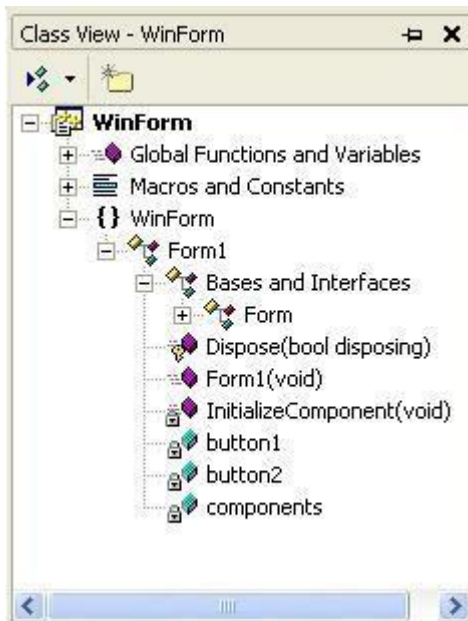 Class View - WinForm
WinForm
Global Functions and Variables
Macros and Constants
{} WinForm
Form1
Bases and Interfaces
Form
Dispose(bool disposing)
Form1(void)
InitializeComponent(void)
button1
button2
components